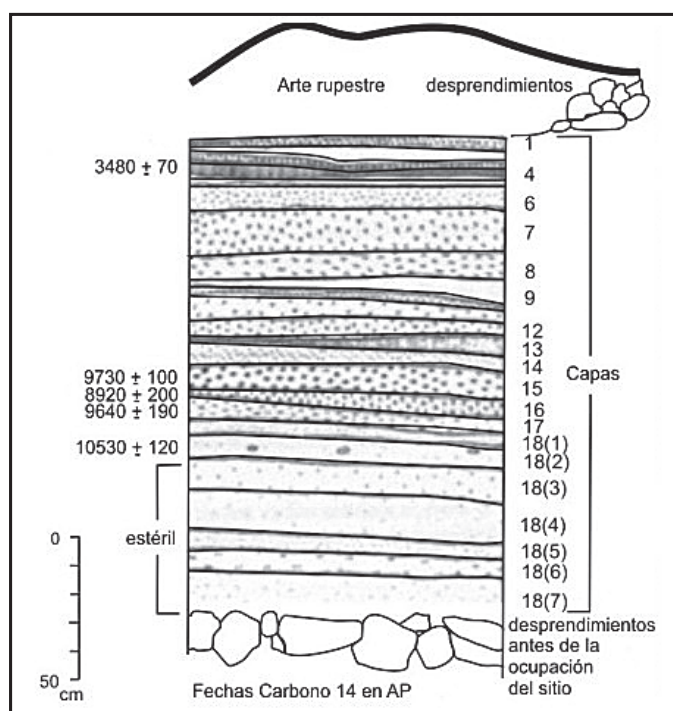 Arte rupestre desprendimientos
1
3480 ± 70
4
6
7
8
9
12
13
14
Capas
9730 ± 100
15
8920 ± 200
16
9640 ± 190
17
18(1)
10530 ± 120
18(2)
18(3)
estéril
18(4)
0
18(5)
18(6)
18(7)
desprendimientos
antes de la
ocupación
del sitio
50
cm
Fechas Carbono 14 en AP